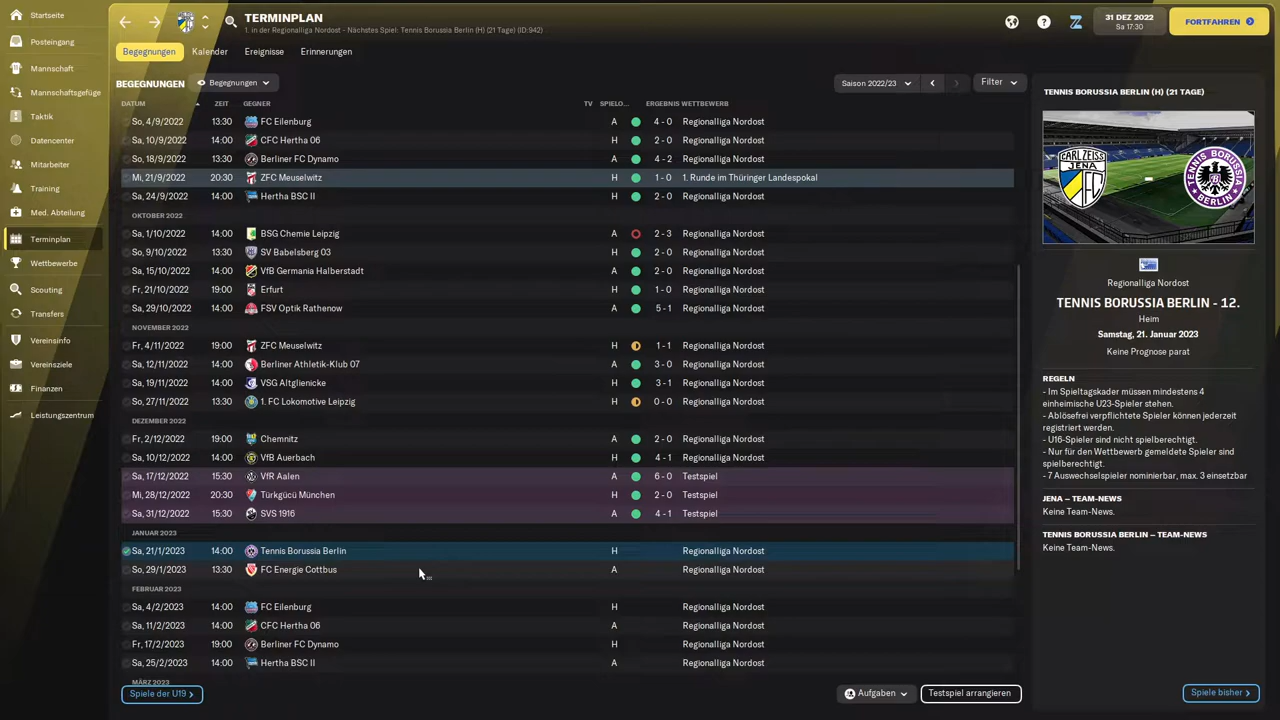 Startseite
Posteingang
Mannschaft
Mannschaftsgefüge
Taktik
Datencenter
Mitarbeiter
Training
Med. Abteilung
Terminplan
Wettbewerbe
Scouting
Transfers
Vereinsinfo
Vereinsziele
Finanzen
Leistungszentrum
TERMINPLAN
1. in der Regionalliga Nordost - Nächstes Spiel: Tennis Borussia Berlin (H) (21 Tage) (ID:942)
31 DEZ 2022
Sa 17:30
FORTFAHREN
Begegnungen Kalender Ereignisse Erinnerungen
BEGEGNUNGEN Begegnungen Saison 2022/23 Filter
DATUM ZEIT GEGNER TV SPIELO... ERGEBNIS WETTBEWERB
So, 4/9/2022 13:30 FC Eilenburg A 4 - 0 Regionalliga Nordost
Sa, 10/9/2022 14:00 CFC Hertha 06 H 2 - 0 Regionalliga Nordost
So, 18/9/2022 13:30 Berliner FC Dynamo A 4 - 2 Regionalliga Nordost
Mi, 21/9/2022 20:30 ZFC Meuselwitz H 1 - 0 1. Runde im Thüringer Landespokal
Sa, 24/9/2022 14:00 Hertha BSC II H 2 - 0 Regionalliga Nordost
OKTOBER 2022
Sa, 1/10/2022 14:00 BSG Chemie Leipzig A 2 - 3 Regionalliga Nordost
So, 9/10/2022 13:30 SV Babelsberg 03 H 2 - 0 Regionalliga Nordost
Sa, 15/10/2022 14:00 VfB Germania Halberstadt A 2 - 0 Regionalliga Nordost
Fr, 21/10/2022 19:00 Erfurt H 1 - 0 Regionalliga Nordost
Sa, 29/10/2022 14:00 FSV Optik Rathenow A 5 - 1 Regionalliga Nordost
NOVEMBER 2022
Fr, 4/11/2022 19:00 ZFC Meuselwitz H 1 - 1 Regionalliga Nordost
Sa, 12/11/2022 14:00 Berliner Athletik-Klub 07 A 3 - 0 Regionalliga Nordost
Sa, 19/11/2022 14:00 VSG Altglienicke H 3 - 1 Regionalliga Nordost
So, 27/11/2022 13:30 1. FC Lokomotive Leipzig H 0 - 0 Regionalliga Nordost
DEZEMBER 2022
Fr, 2/12/2022 19:00 Chemnitz A 2 - 0 Regionalliga Nordost
Sa, 10/12/2022 14:00 VfB Auerbach H 4 - 1 Regionalliga Nordost
Sa, 17/12/2022 15:30 VfR Aalen A 6 - 0 Testspiel
Mi, 28/12/2022 20:30 Türkgücü München H 2 - 0 Testspiel
Sa, 31/12/2022 15:30 SVS 1916 A 4 - 1 Testspiel
JANUAR 2023
Sa, 21/1/2023 14:00 Tennis Borussia Berlin H Regionalliga Nordost
So, 29/1/2023 13:30 FC Energie Cottbus A Regionalliga Nordost
FEBRUAR 2023
Sa, 4/2/2023 14:00 FC Eilenburg H Regionalliga Nordost
Sa, 11/2/2023 14:00 CFC Hertha 06 A Regionalliga Nordost
Fr, 17/2/2023 19:00 Berliner FC Dynamo H Regionalliga Nordost
Sa, 25/2/2023 14:00 Hertha BSC II A Regionalliga Nordost
MÄRZ 2023
Spiele der U19 Aufgaben Testspiel arrangieren
TENNIS BORUSSIA BERLIN (H) (21 TAGE)
CARL ZEISS
JENA
TENNIS BORUSSIA
BERLIN
Regionalliga Nordost
TENNIS BORUSSIA BERLIN - 12.
Heim
Samstag, 21. Januar 2023
Keine Prognose parat
REGELN
- Im Spieltagskader müssen mindestens 4
einheimische U23-Spieler stehen.
- Ablösefrei verpflichtete Spieler können jederzeit
registriert werden.
- U16-Spieler sind nicht spielberechtigt.
- Nur für den Wettbewerb gemeldete Spieler sind
spielberechtigt.
- 7 Auswechselspieler nominierbar, max. 3 einsetzbar
JENA – TEAM-NEWS
Keine Team-News.
TENNIS BORUSSIA BERLIN – TEAM-NEWS
Keine Team-News.
Spiele bisher